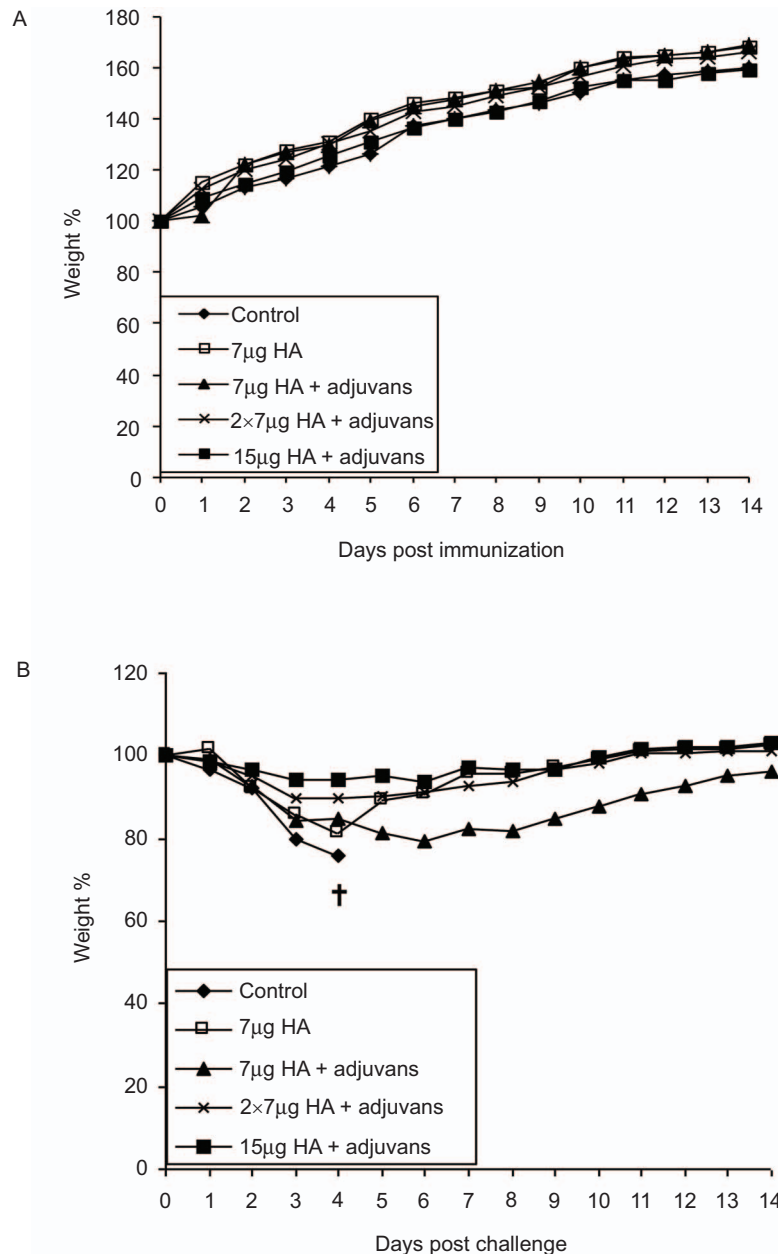 A
180
160
140
120
100
80
60
40
20
0
Weight %
Control
7µg HA
7µg HA + adjuvans
2×7µg HA + adjuvans
15µg HA + adjuvans
0 1 2 3 4 5 6 7 8 9 10 11 12 13 14
Days post immunization
B
120
100
80
60
40
20
0
Weight %
†
Control
7µg HA
7µg HA + adjuvans
2×7µg HA + adjuvans
15µg HA + adjuvans
0 1 2 3 4 5 6 7 8 9 10 11 12 13 14
Days post challenge